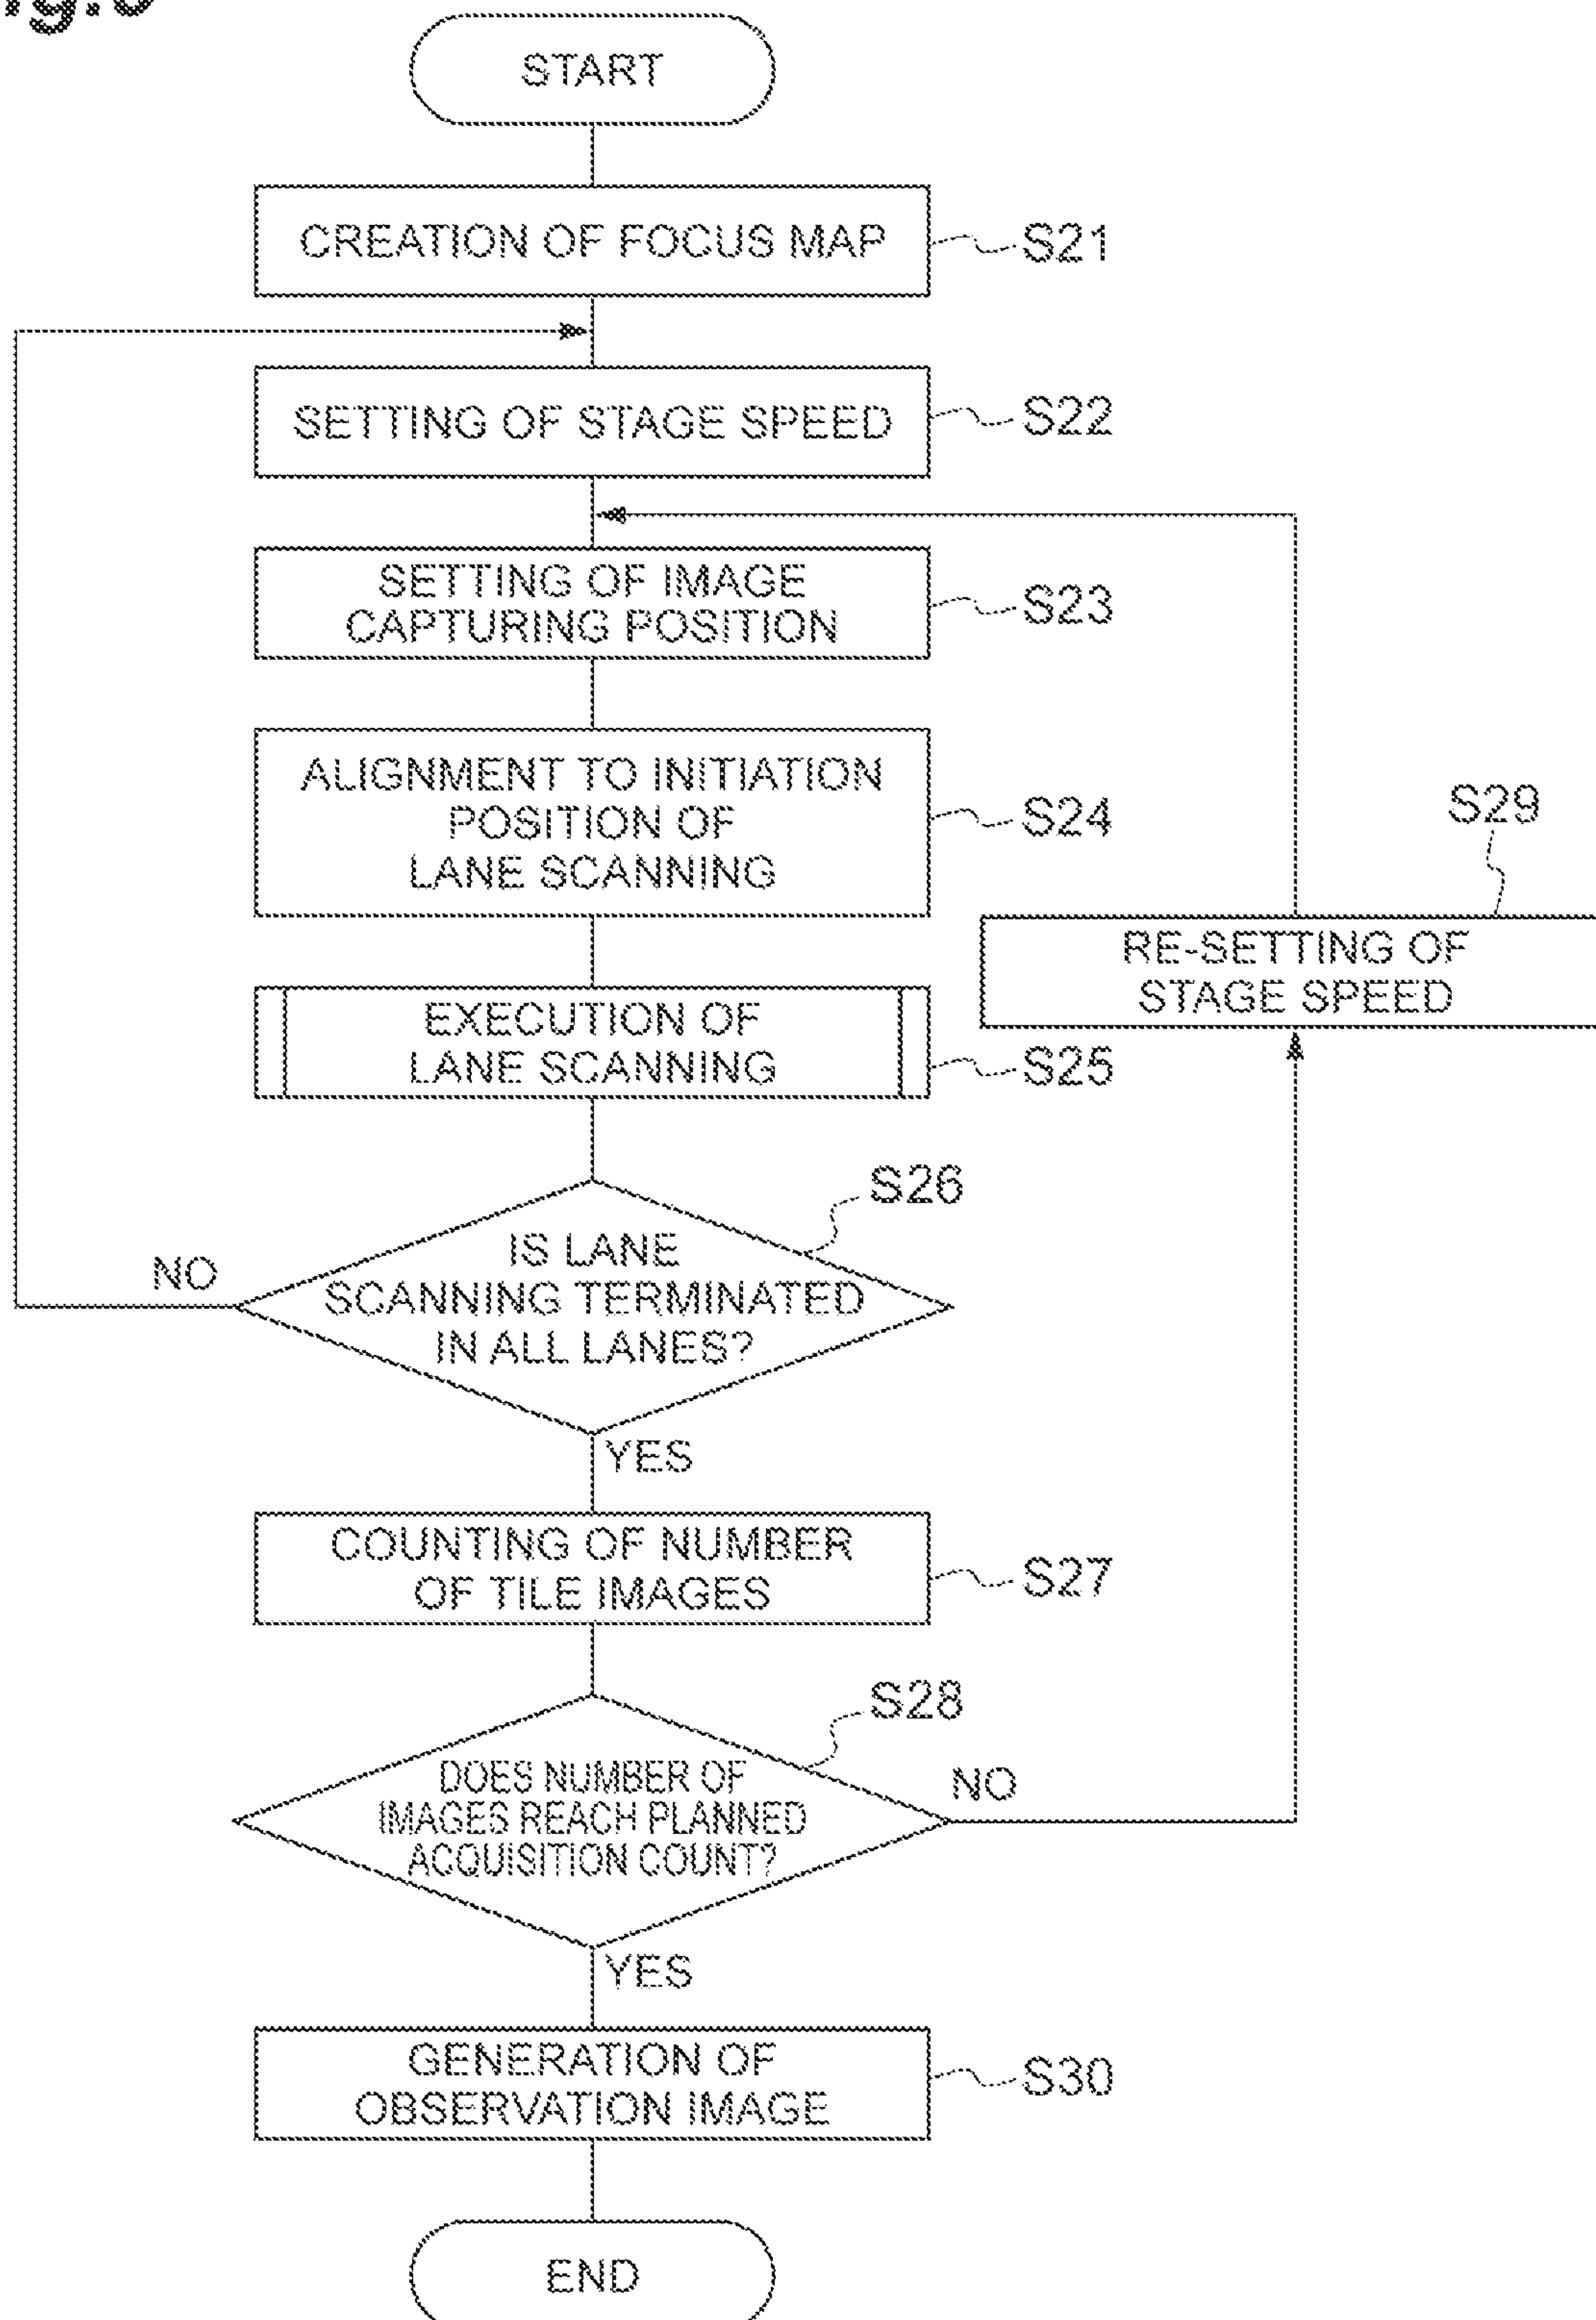 START
CREATION OF FOCUS MAP
S21
SETTING OF STAGE SPEED
S22
SETTING OF IMAGE
CAPTURING POSITION
S23
ALIGNMENT TO INITIATION
POSITION OF
LANE SCANNING
S24
S29
RE-SETTING OF
STAGE SPEED
EXECUTION OF
LANE SCANNING
S25
S26
IS LANE
SCANNING TERMINATED
IN ALL LANES?
NO
YES
COUNTING OF NUMBER
OF TILE IMAGES
S27
S28
DOES NUMBER OF
IMAGES REACH PLANNED
ACQUISITION COUNT?
NO
YES
GENERATION OF
OBSERVATION IMAGE
S30
END